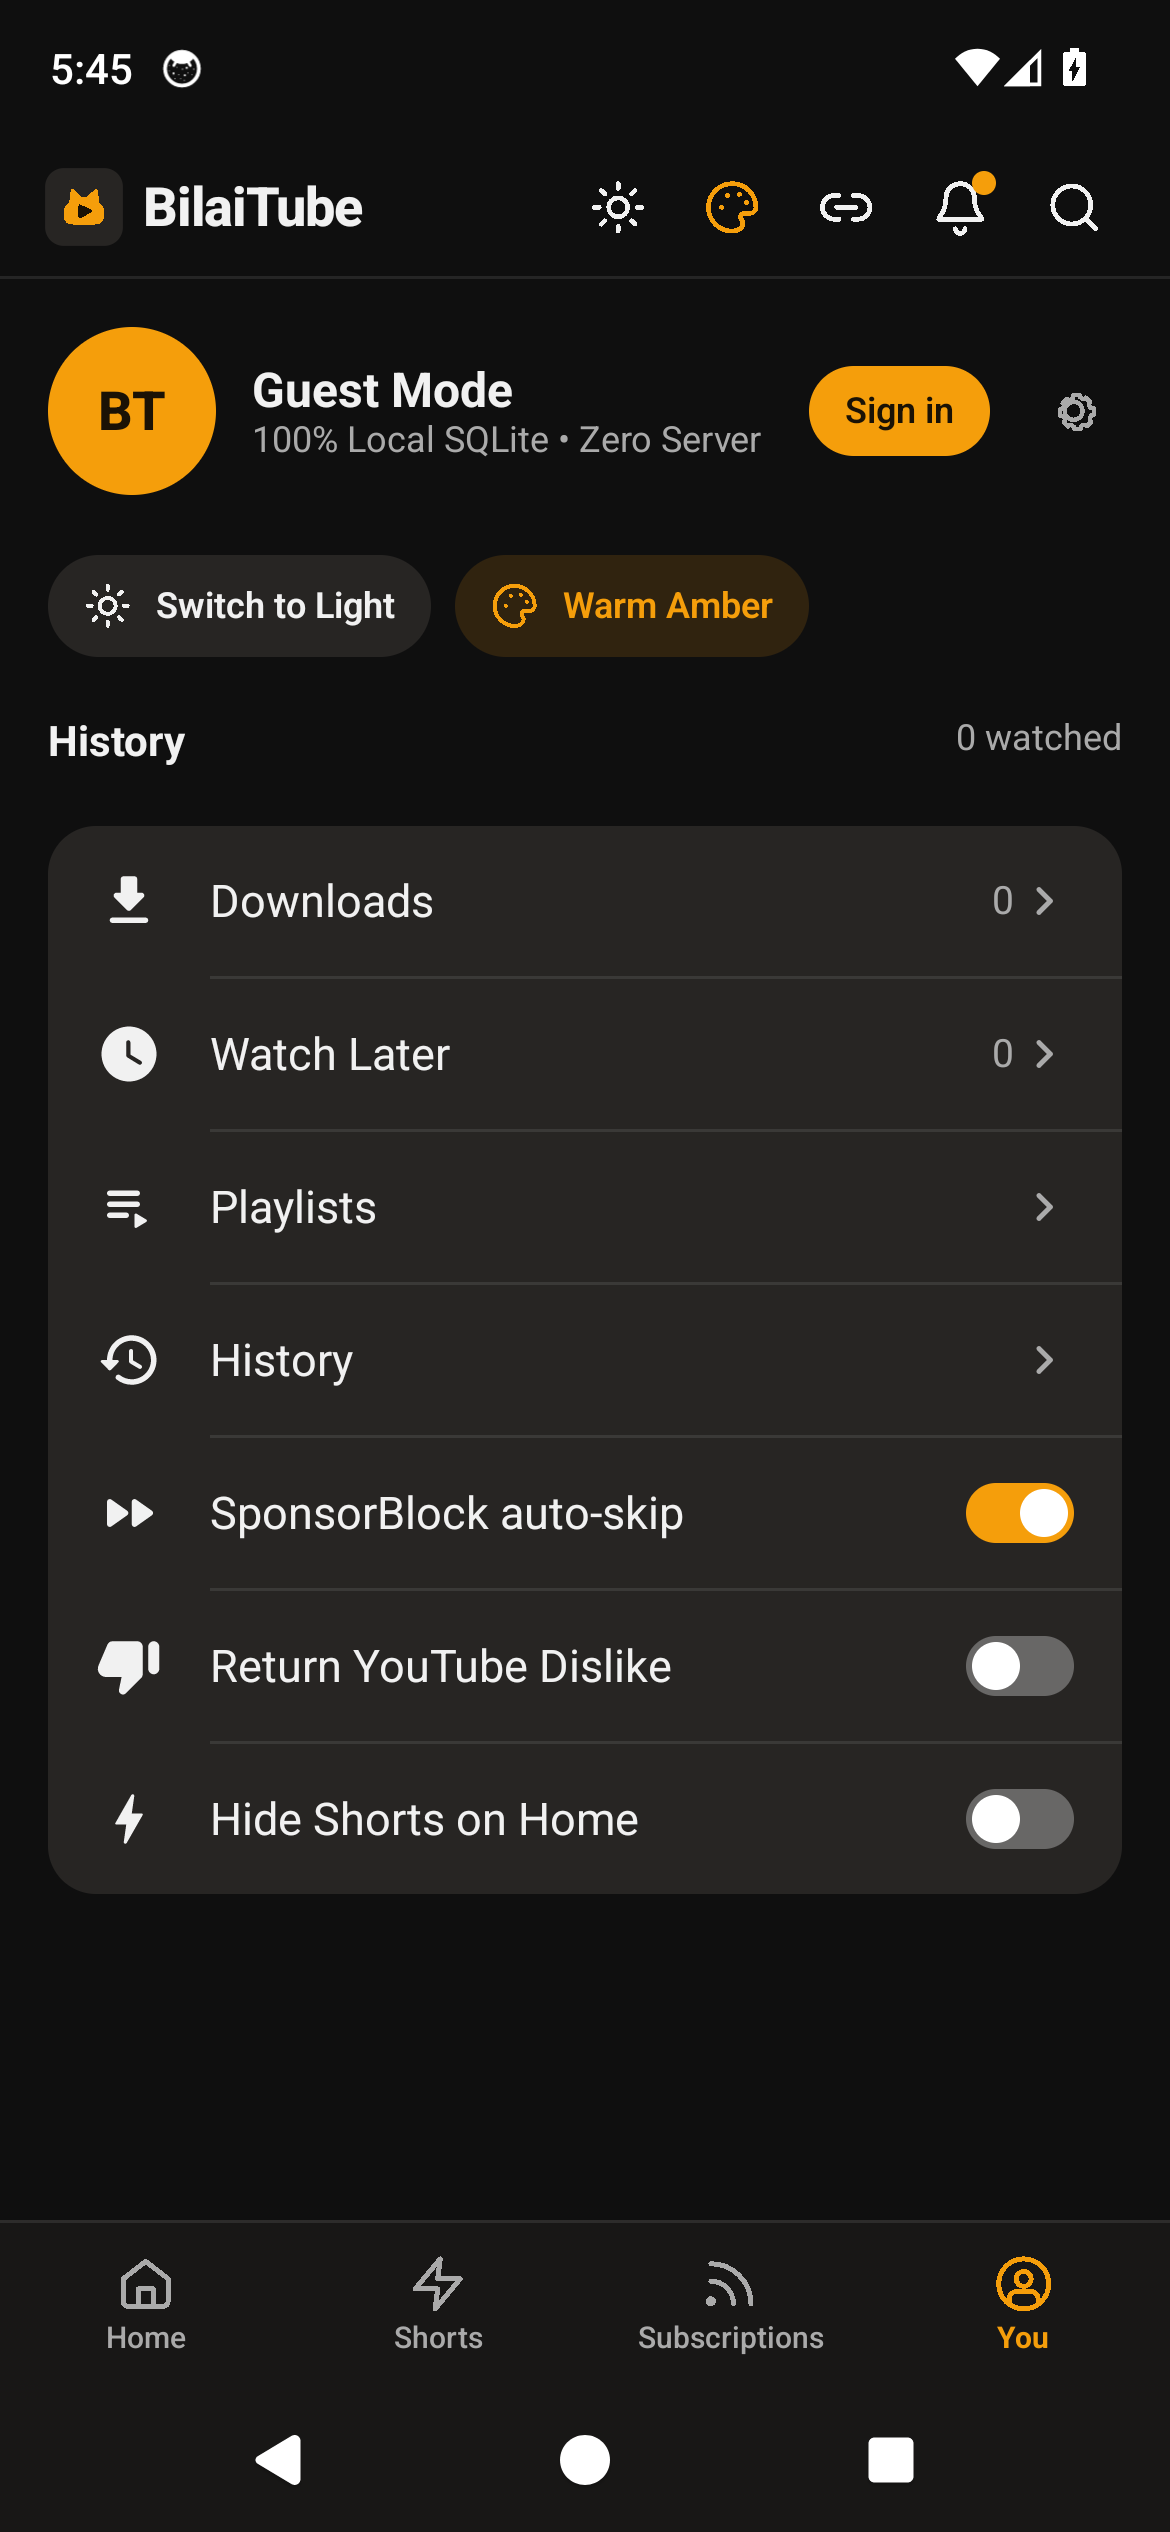 5:45
BilaiTube
BT
Guest Mode
100% Local SQLite • Zero Server
Sign in
Switch to Light
Warm Amber
History
0 watched
Downloads
0
Watch Later
0
Playlists
History
SponsorBlock auto-skip
Return YouTube Dislike
Hide Shorts on Home
Home
Shorts
Subscriptions
You